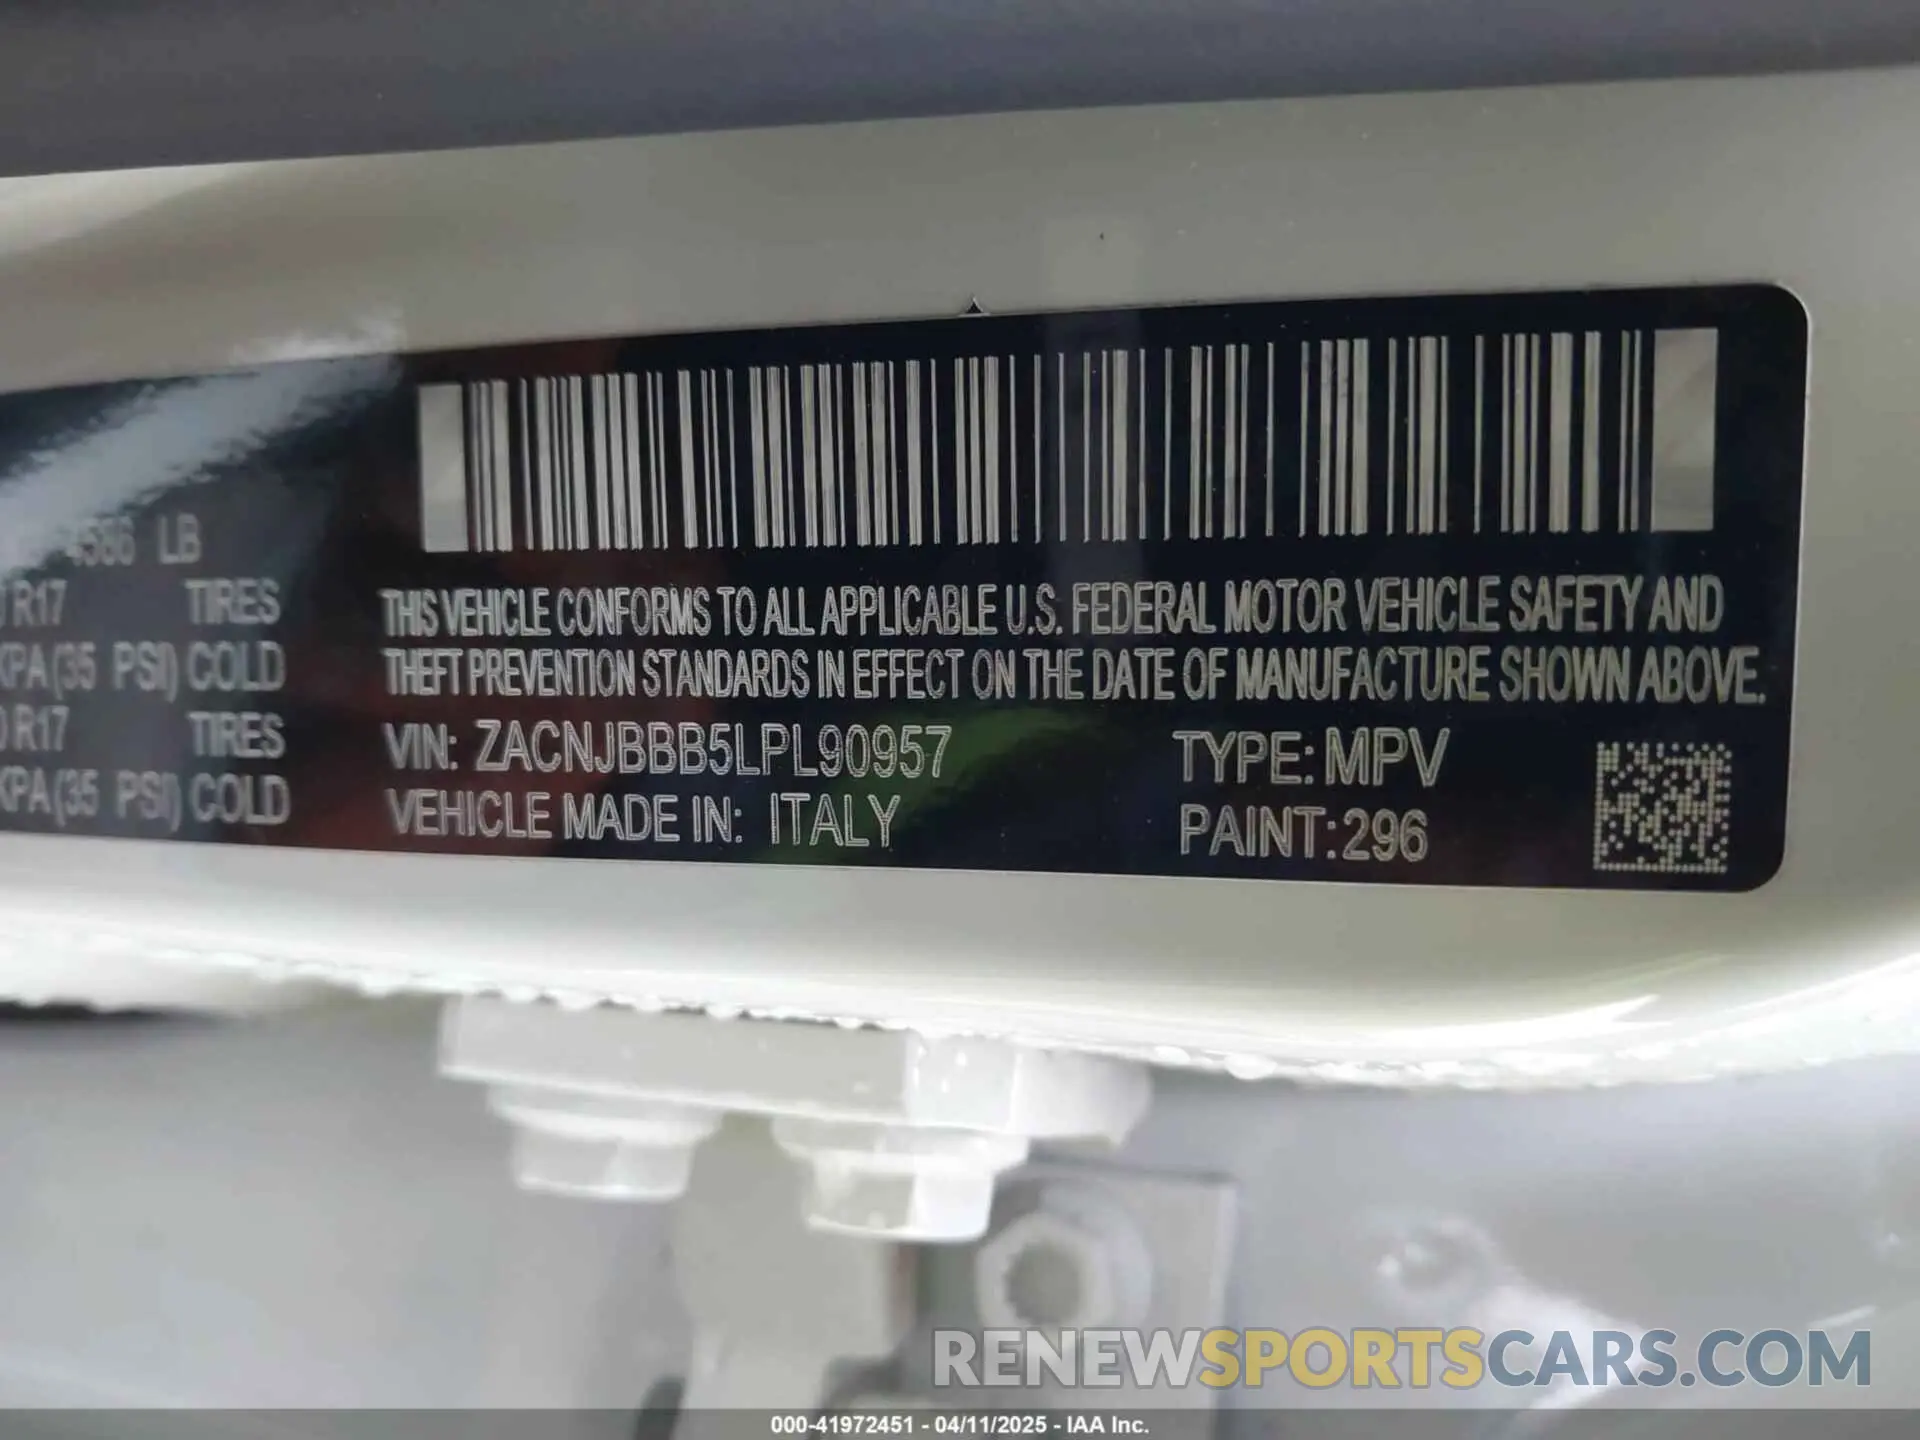 4586 LB
R17 TIRES
KPA (35 PSI) COLD
R17 TIRES
KPA (35 PSI) COLD
THIS VEHICLE CONFORMS TO ALL APPLICABLE U.S. FEDERAL MOTOR VEHICLE SAFETY AND
THEFT PREVENTION STANDARDS IN EFFECT ON THE DATE OF MANUFACTURE SHOWN ABOVE.
VIN: ZACNJBBB5LPL90957 TYPE: MPV
VEHICLE MADE IN: ITALY PAINT: 296
RENEWSPORTSCARS.COM
000-41972451 - 04/11/2025 - IAA Inc.